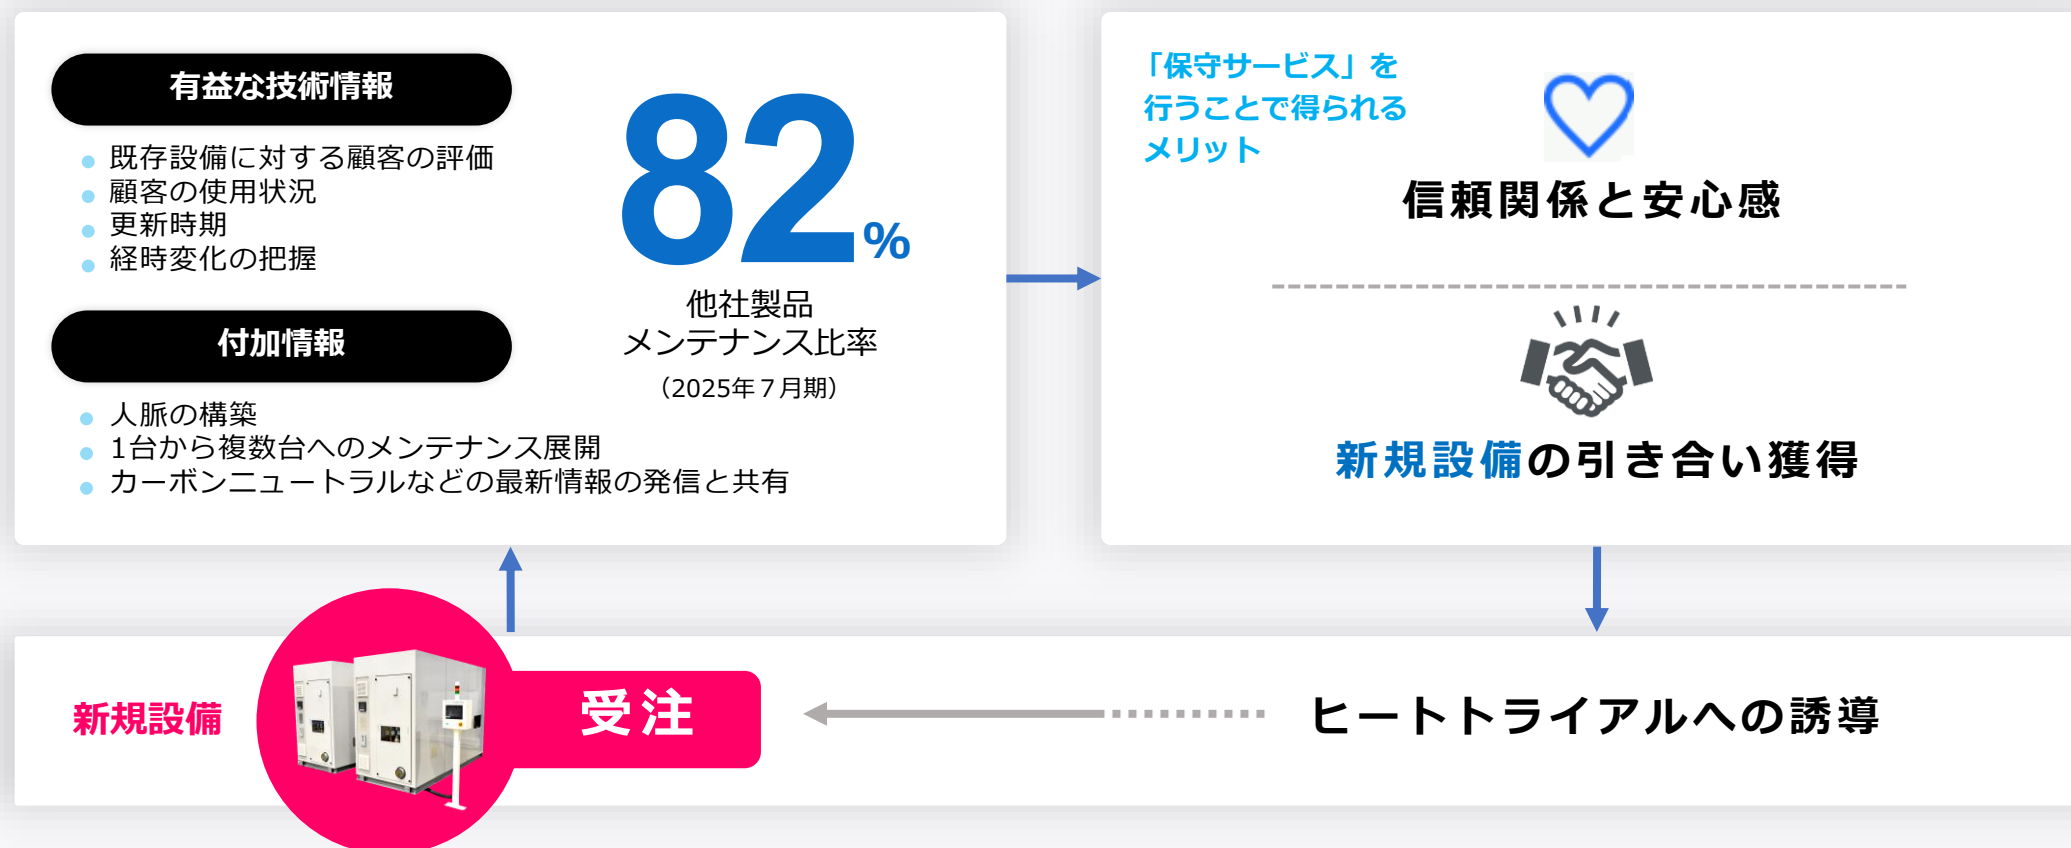 有益な技術情報
既存設備に対する顧客の評価
顧客の使用状況
更新時期
経時変化の把握
付加情報
人脈の構築
1台から複数台へのメンテナンス展開
カーボンニュートラルなどの最新情報の発信と共有
82%
他社製品
メンテナンス比率
（2025年７月期）
「保守サービス」を
行うことで得られる
メリット
信頼関係と安心感
新規設備の引き合い獲得
新規設備
受注
ヒートトライアルへの誘導